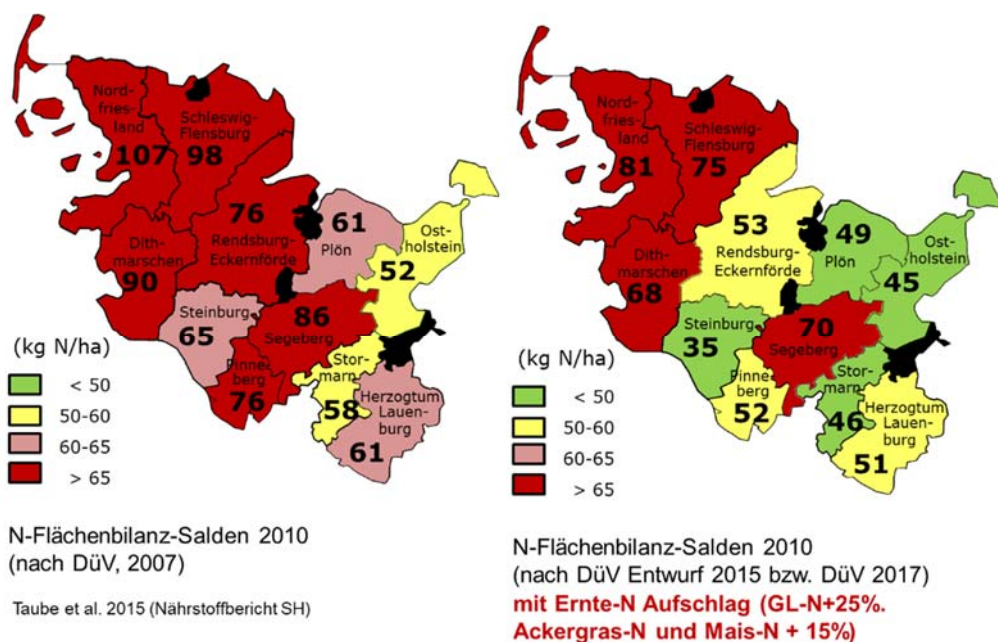 Nord-
fries-
land
107
Schleswig-
Flensburg
98
76
Rendsburg-
Eckernförde
61
Plön
Ost-
holstein
52
Dith-
marschen
90
Steinburg
65
86
Segeberg
Pinne-
berg
76
Stor-
marn
58
Herzogtum
Lauen-
burg
61
(kg N/ha)
< 50
50-60
60-65
> 65
N-Flächenbilanz-Salden 2010
(nach DüV, 2007)
Taube et al. 2015 (Nährstoffbericht SH)
Nord-
fries-
land
81
Schleswig-
Flensburg
75
53
Rendsburg-
Eckernförde
49
Plön
Ost-
holstein
45
Dith-
marschen
68
Steinburg
35
70
Segeberg
Pinne-
berg
52
Stor-
marn
46
Herzogtum
Lauen-
burg
51
(kg N/ha)
< 50
50-60
60-65
> 65
N-Flächenbilanz-Salden 2010
(nach DüV Entwurf 2015 bzw. DüV 2017)
mit Ernte-N Aufschlag (GL-N+25%.
Ackergras-N und Mais-N + 15%)